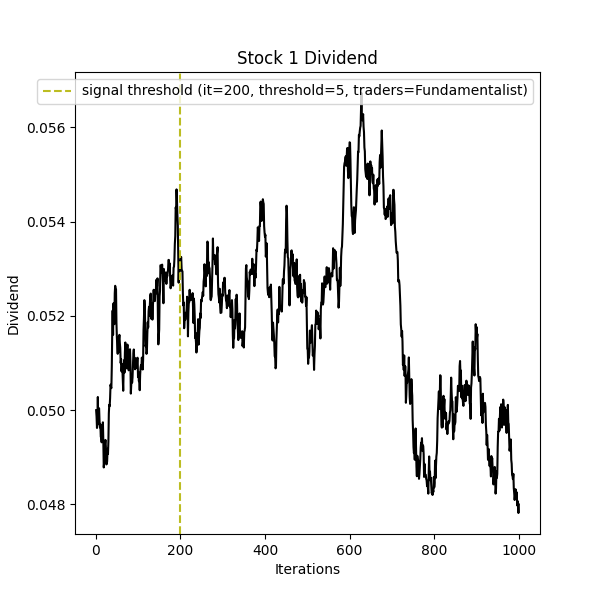 Stock 1 Dividend
signal threshold (it=200, threshold=5, traders=Fundamentalist)
0.056
0.054
0.052
0.050
0.048
Dividend
0 200 400 600 800 1000
Iterations